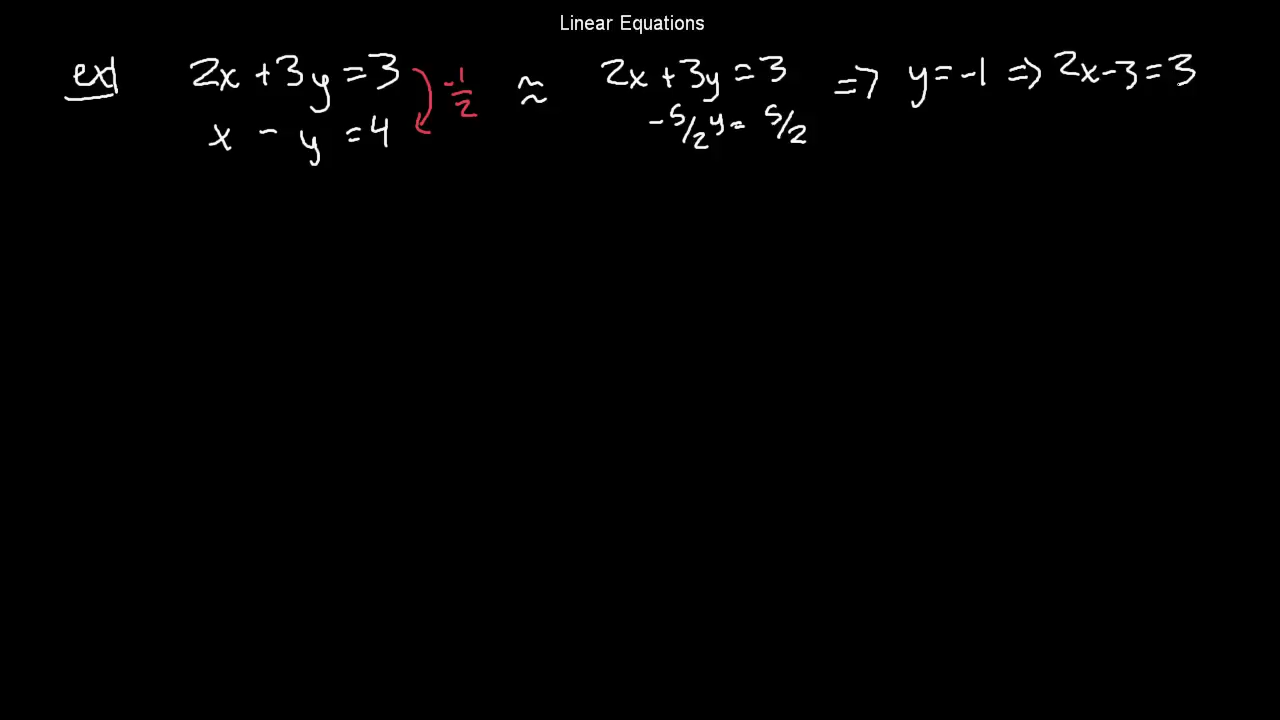 Linear Equations
ex) 2x + 3y = 3 -1/2 ≈ 2x + 3y = 3 => y = -1 => 2x - 3 = 3
x - y = 4 -5/2 y = 5/2